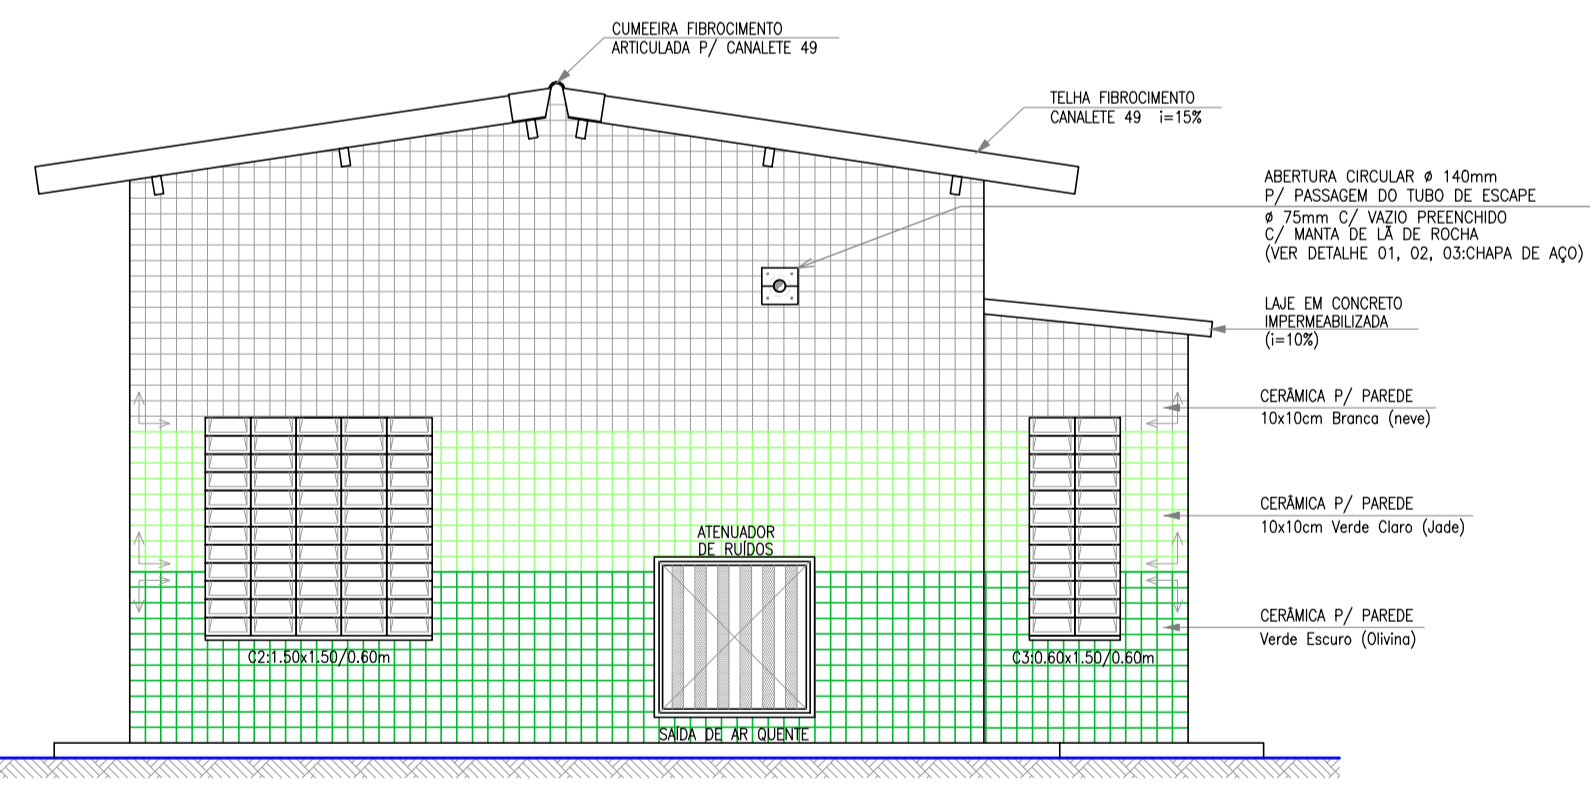 CUMEEIRA FIBROCIMENTO
ARTICULADA P/ CANALETE 49
TELHA FIBROCIMENTO
CANALETE 49 i=15%
ABERTURA CIRCULAR ø 140mm
P/ PASSAGEM DO TUBO DE ESCAPE
ø 75mm C/ VAZIO PREENCHIDO
C/ MANTA DE LÃ DE ROCHA
(VER DETALHE 01, 02, 03:CHAPA DE AÇO)
LAJE EM CONCRETO
IMPERMEABILIZADA
(i=10%)
CERÂMICA P/ PAREDE
10x10cm Branca (neve)
CERÂMICA P/ PAREDE
10x10cm Verde Claro (Jade)
ATENUADOR
DE RUÍDOS
CERÂMICA P/ PAREDE
Verde Escuro (Olivina)
C2:1.50x1.50/0.60m
C3:0.60x1.50/0.60m
SAÍDA DE AR QUENTE